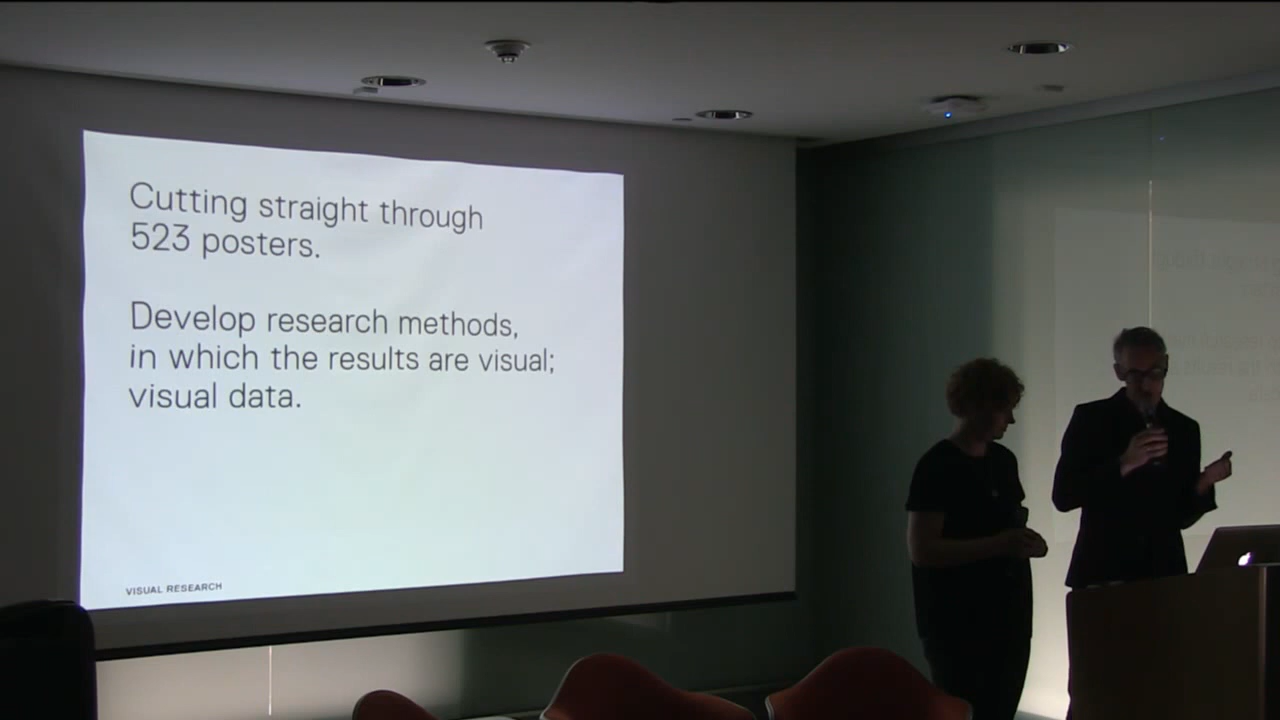 Cutting straight through
523 posters.
Develop research methods,
in which the results are visual;
visual data.
VISUAL RESEARCH